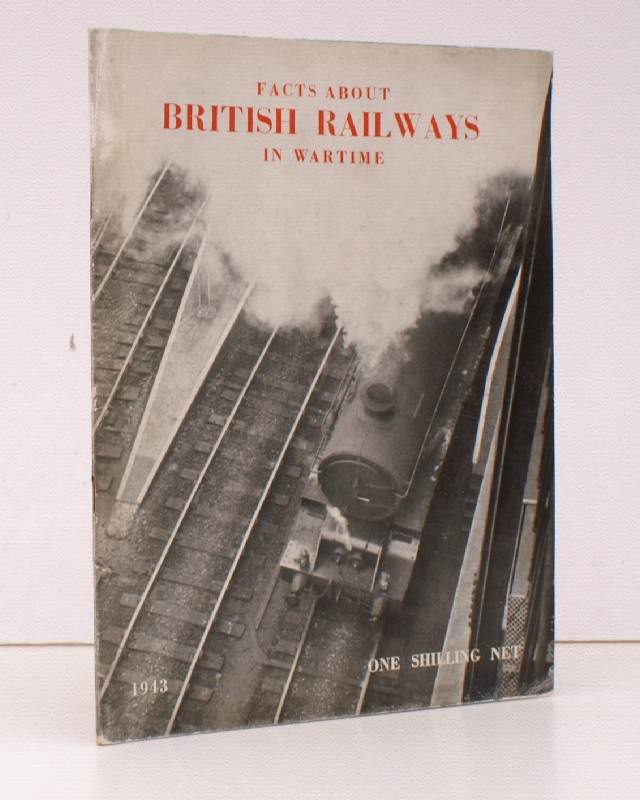 FACTS ABOUT
BRITISH RAILWAYS
IN WARTIME
ONE SHILLING NET
1943